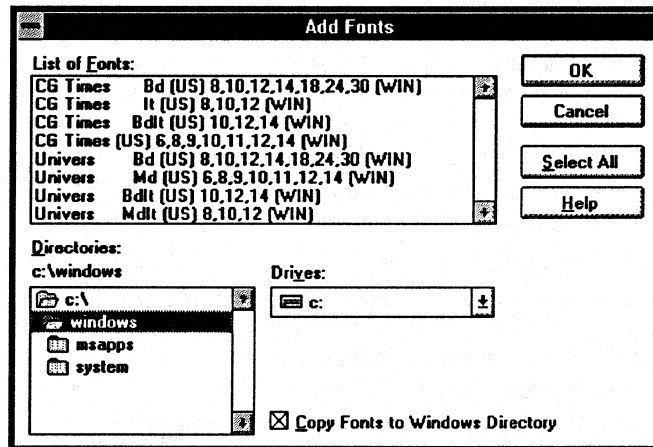 Add Fonts
List of Fonts:
CG Times Bd (US) 8,10,12,14,18,24,30 (WIN)
CG Times It (US) 8,10,12 (WIN)
CG Times BdIt (US) 10,12,14 (WIN)
CG Times (US) 6,8,9,10,11,12,14 (WIN)
Univers Bd (US) 8,10,12,14,18,24,30 (WIN)
Univers Md (US) 6,8,9,10,11,12,14 (WIN)
Univers BdIt (US) 10,12,14 (WIN)
Univers MdIt (US) 8,10,12 (WIN)
OK
Cancel
Select All
Help
Directories:
c:\windows
c:\
windows
msapps
system
Drives:
c:
Copy Fonts to Windows Directory